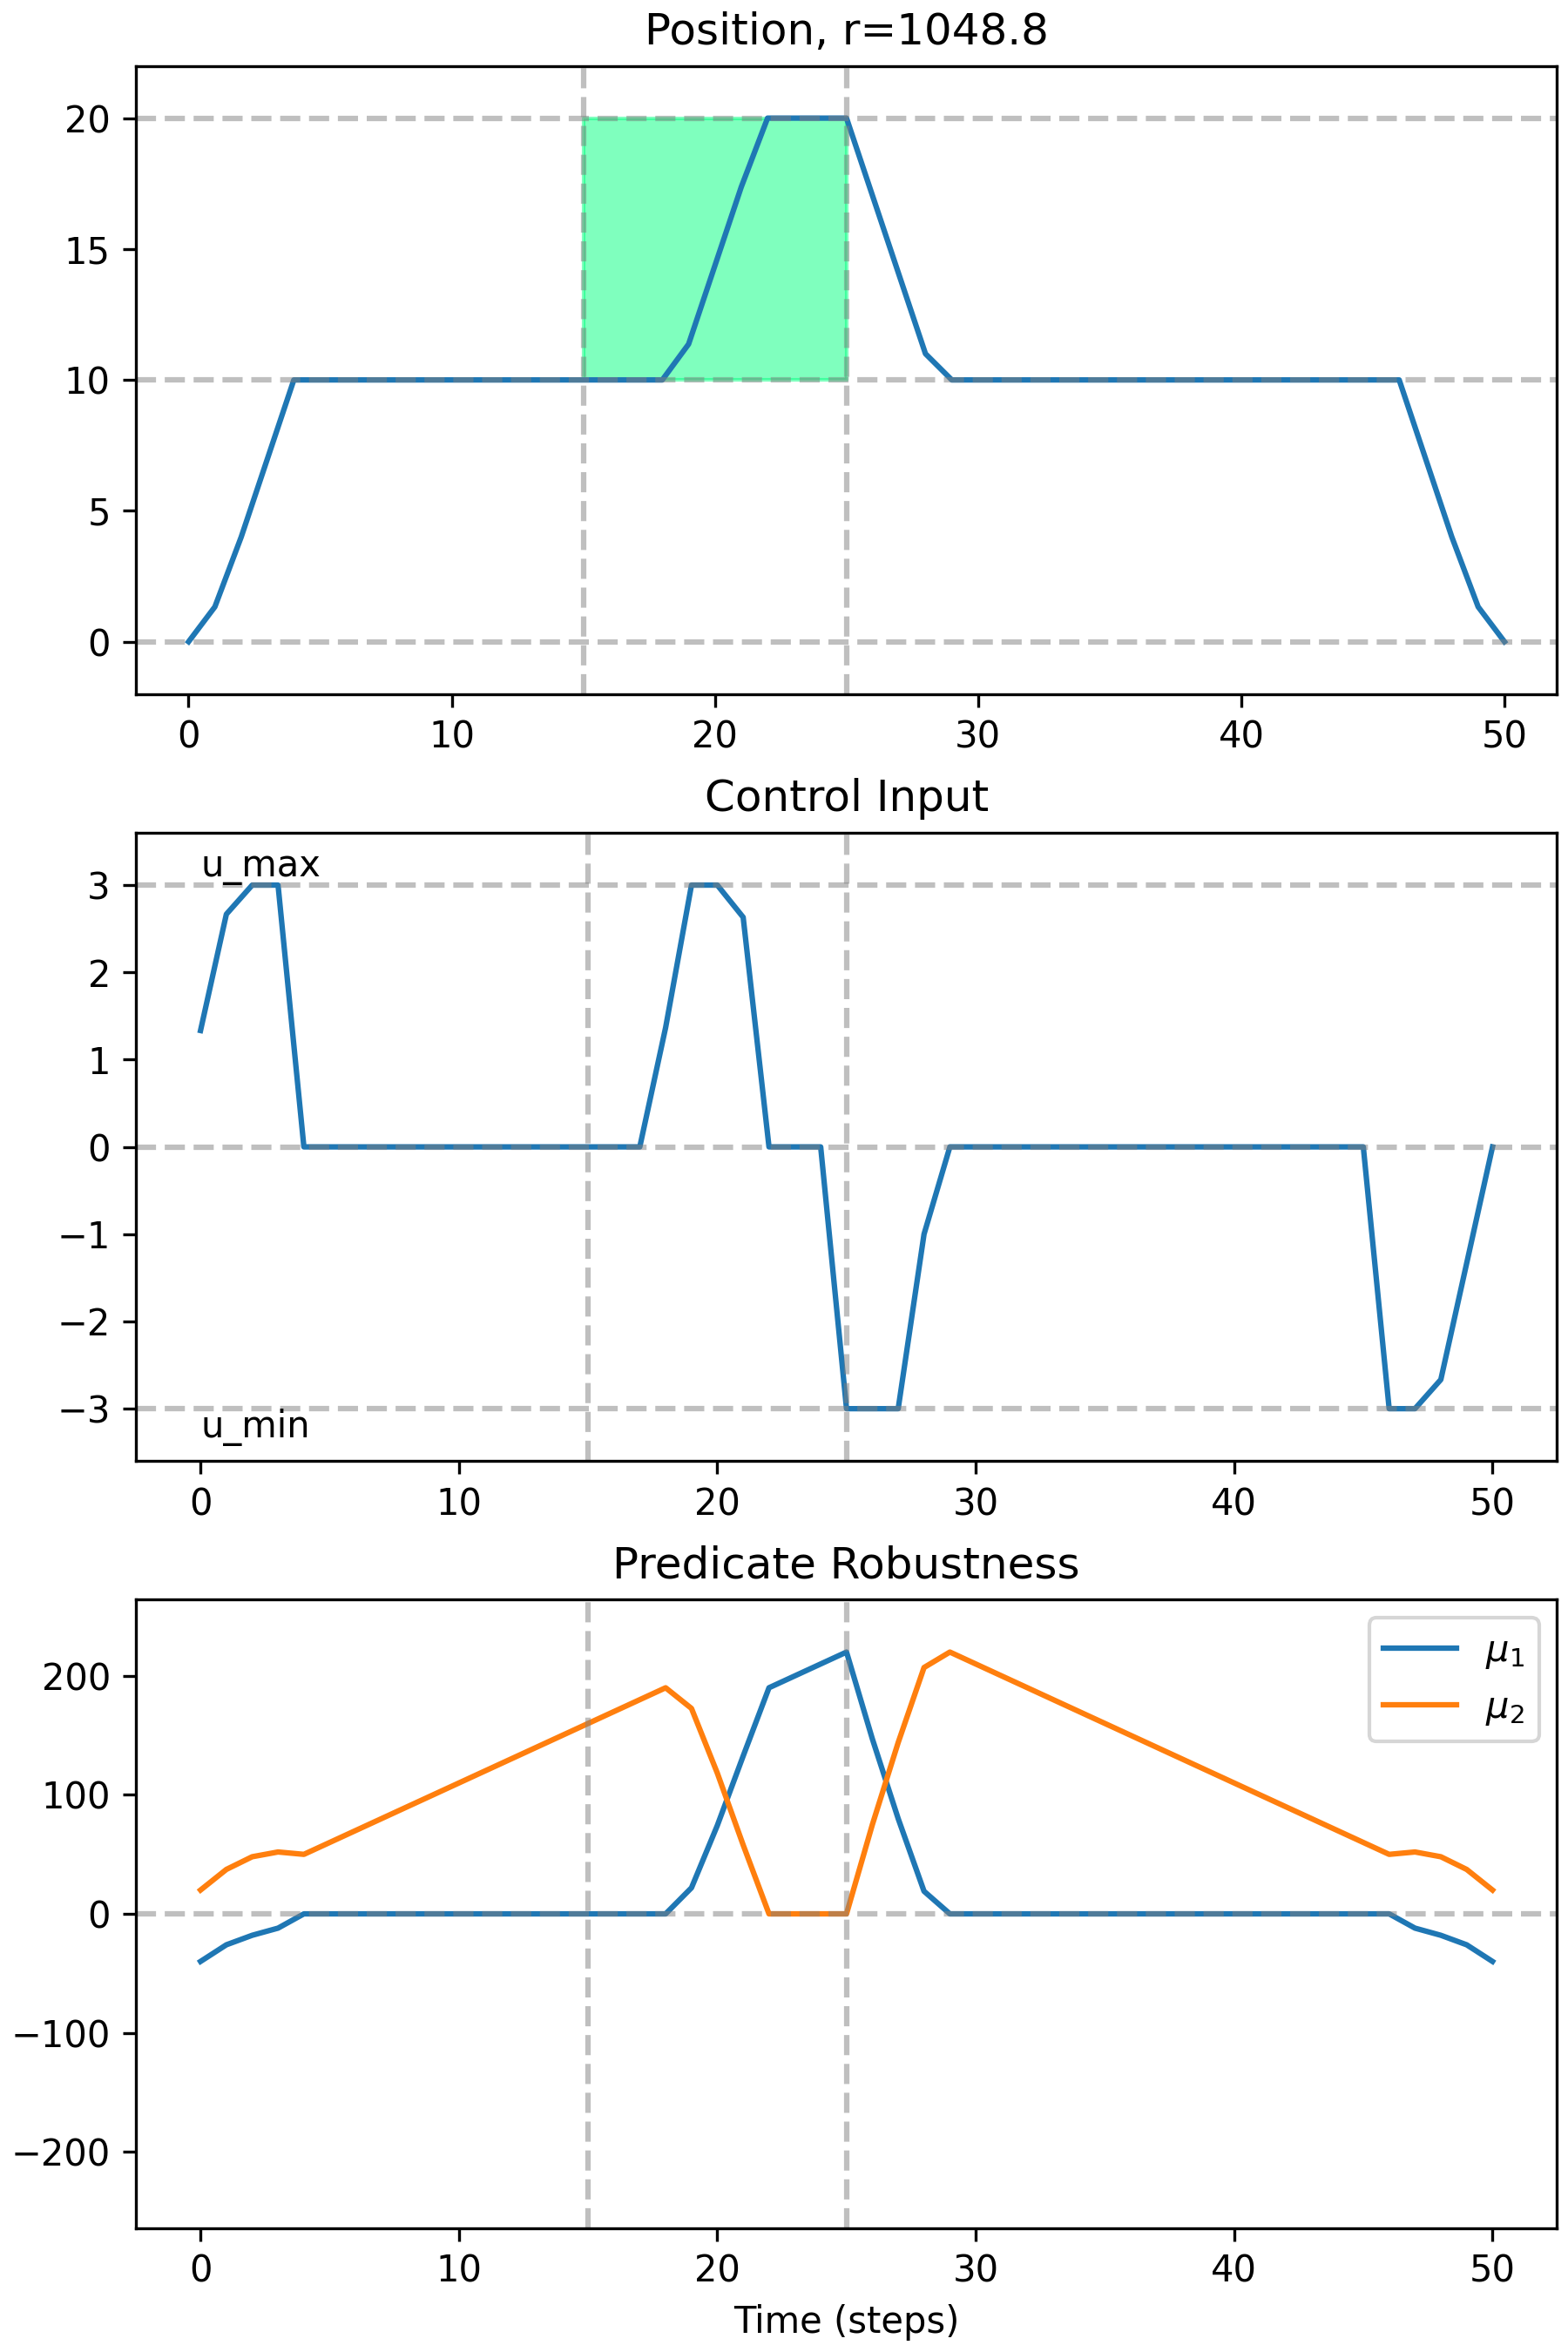 Position, r=1048.8
20
15
10
5
0
0 10 20 30 40 50
Control Input
u_max
3
2
1
0
−1
−2
−3
u_min
0 10 20 30 40 50
Predicate Robustness
μ₁
μ₂
200
100
0
−100
−200
0 10 20 30 40 50
Time (steps)